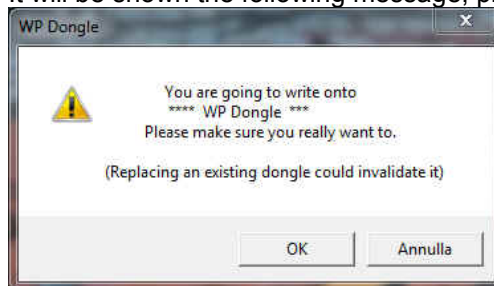 It will be shown the following message, p
WP Dongle
You are going to write onto
**** WP Dongle ***
Please make sure you really want to.
(Replacing an existing dongle could invalidate it)
OK
Annulla